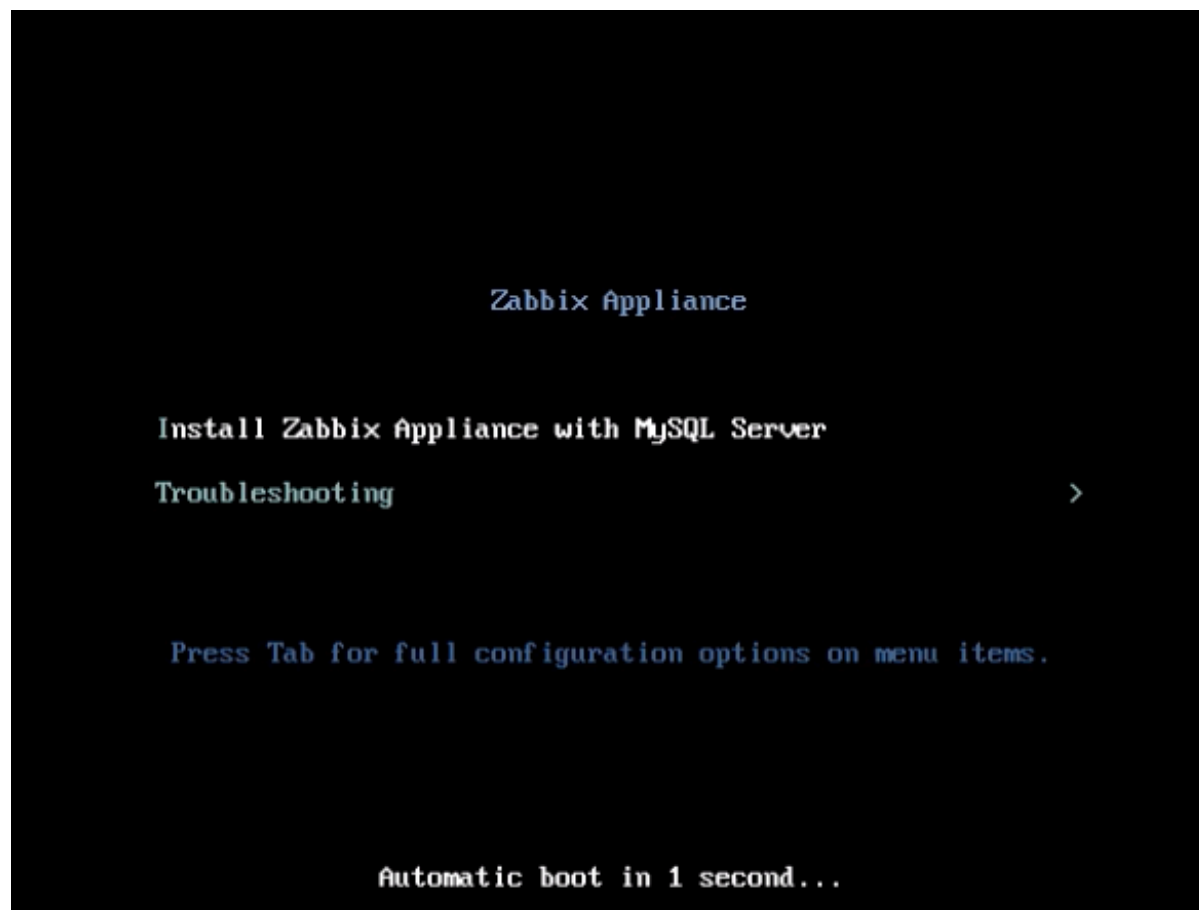 Zabbix Appliance
Install Zabbix Appliance with MySQL Server
Troubleshooting >
Press Tab for full configuration options on menu items.
Automatic boot in 1 second...